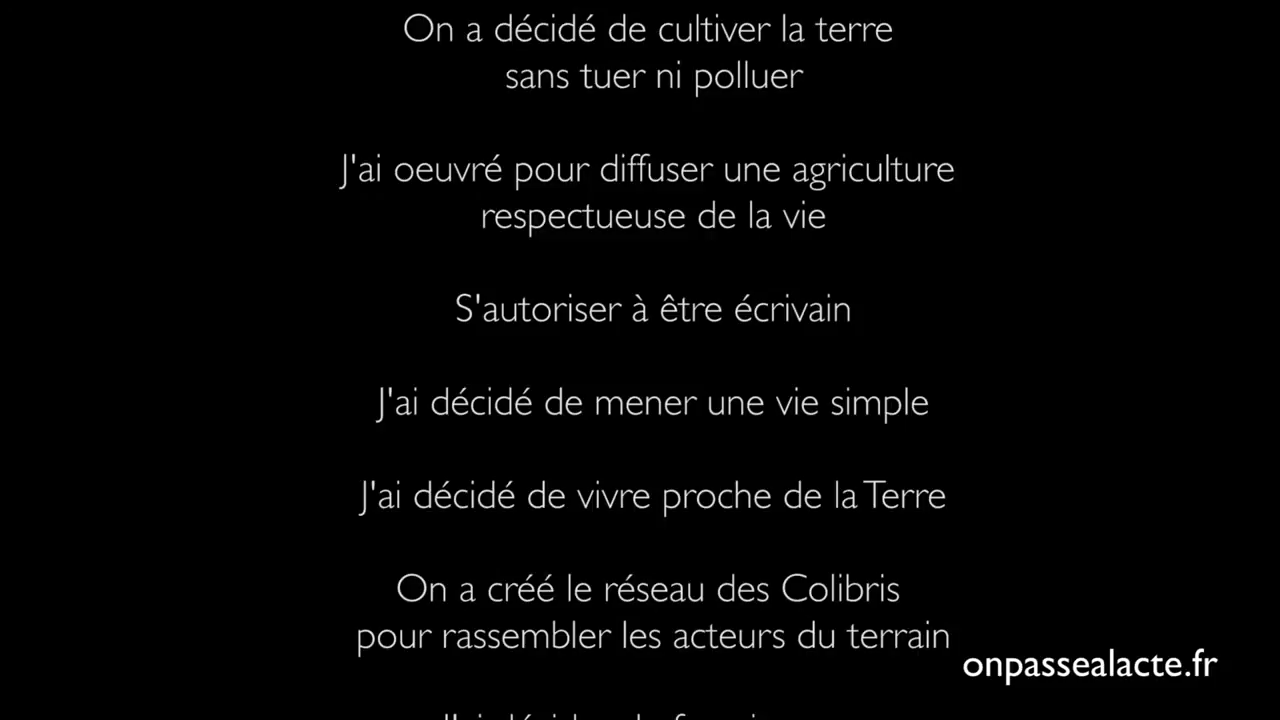 On a décidé de cultiver la terre
sans tuer ni polluer
J'ai oeuvré pour diffuser une agriculture
respectueuse de la vie
S'autoriser à être écrivain
J'ai décidé de mener une vie simple
J'ai décidé de vivre proche de la Terre
On a créé le réseau des Colibris
pour rassembler les acteurs du terrain
onpassealacte.fr